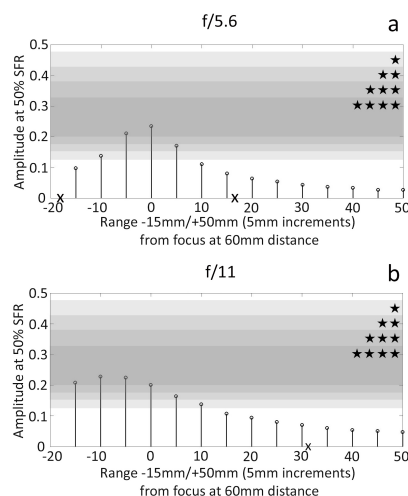 f/5.6
a
Amplitude at 50% SFR
0.5
0.4
0.3
0.2
0.1
0
x
x
-20 -10 0 10 20 30 40 50
Range -15mm/+50mm (5mm increments)
from focus at 60mm distance
f/11
b
Amplitude at 50% SFR
0.5
0.4
0.3
0.2
0.1
0
x
-20 -10 0 10 20 30 40 50
Range -15mm/+50mm (5mm increments)
from focus at 60mm distance